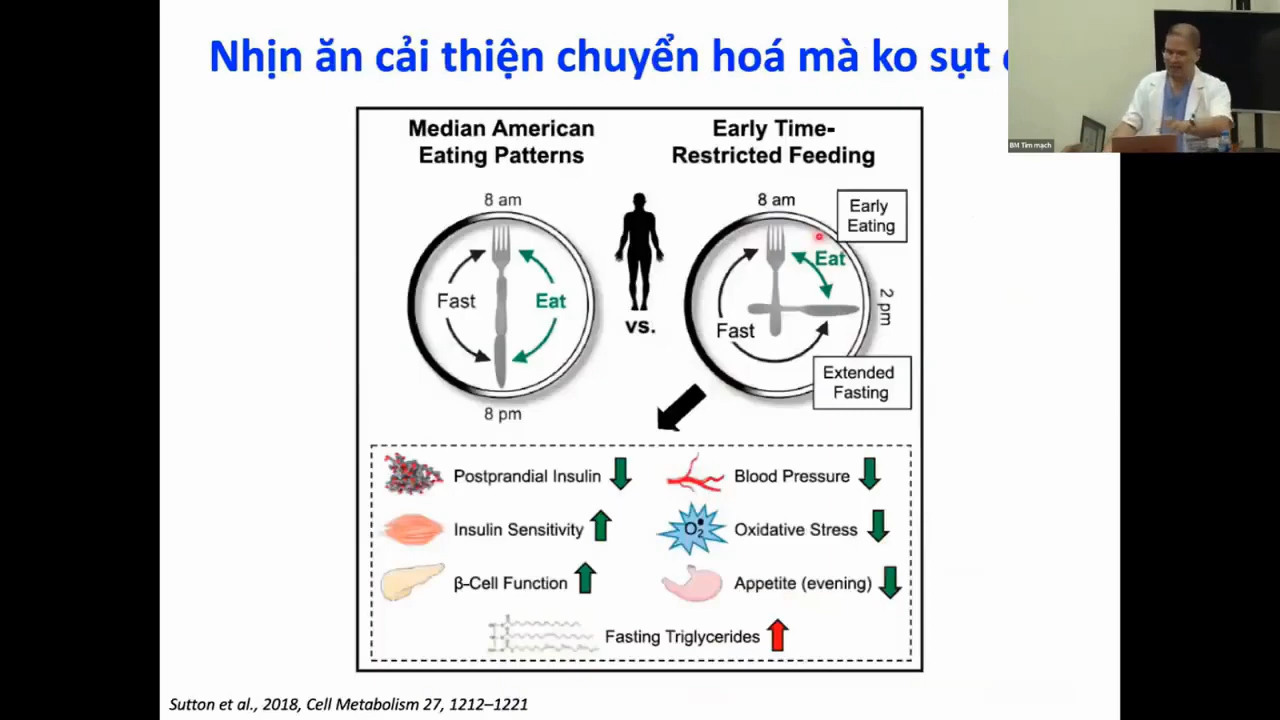 Nhịn ăn cải thiện chuyển hoá mà ko sụt
BM Tim mạch
Median American
Eating Patterns
Early Time-
Restricted Feeding
8 am
8 am
Early
Eating
Eat
Fast
Eat
2 pm
vs.
Fast
Extended
Fasting
8 pm
Postprandial Insulin
Blood Pressure
Insulin Sensitivity
O2
Oxidative Stress
β-Cell Function
Appetite (evening)
Fasting Triglycerides
Sutton et al., 2018, Cell Metabolism 27, 1212–1221